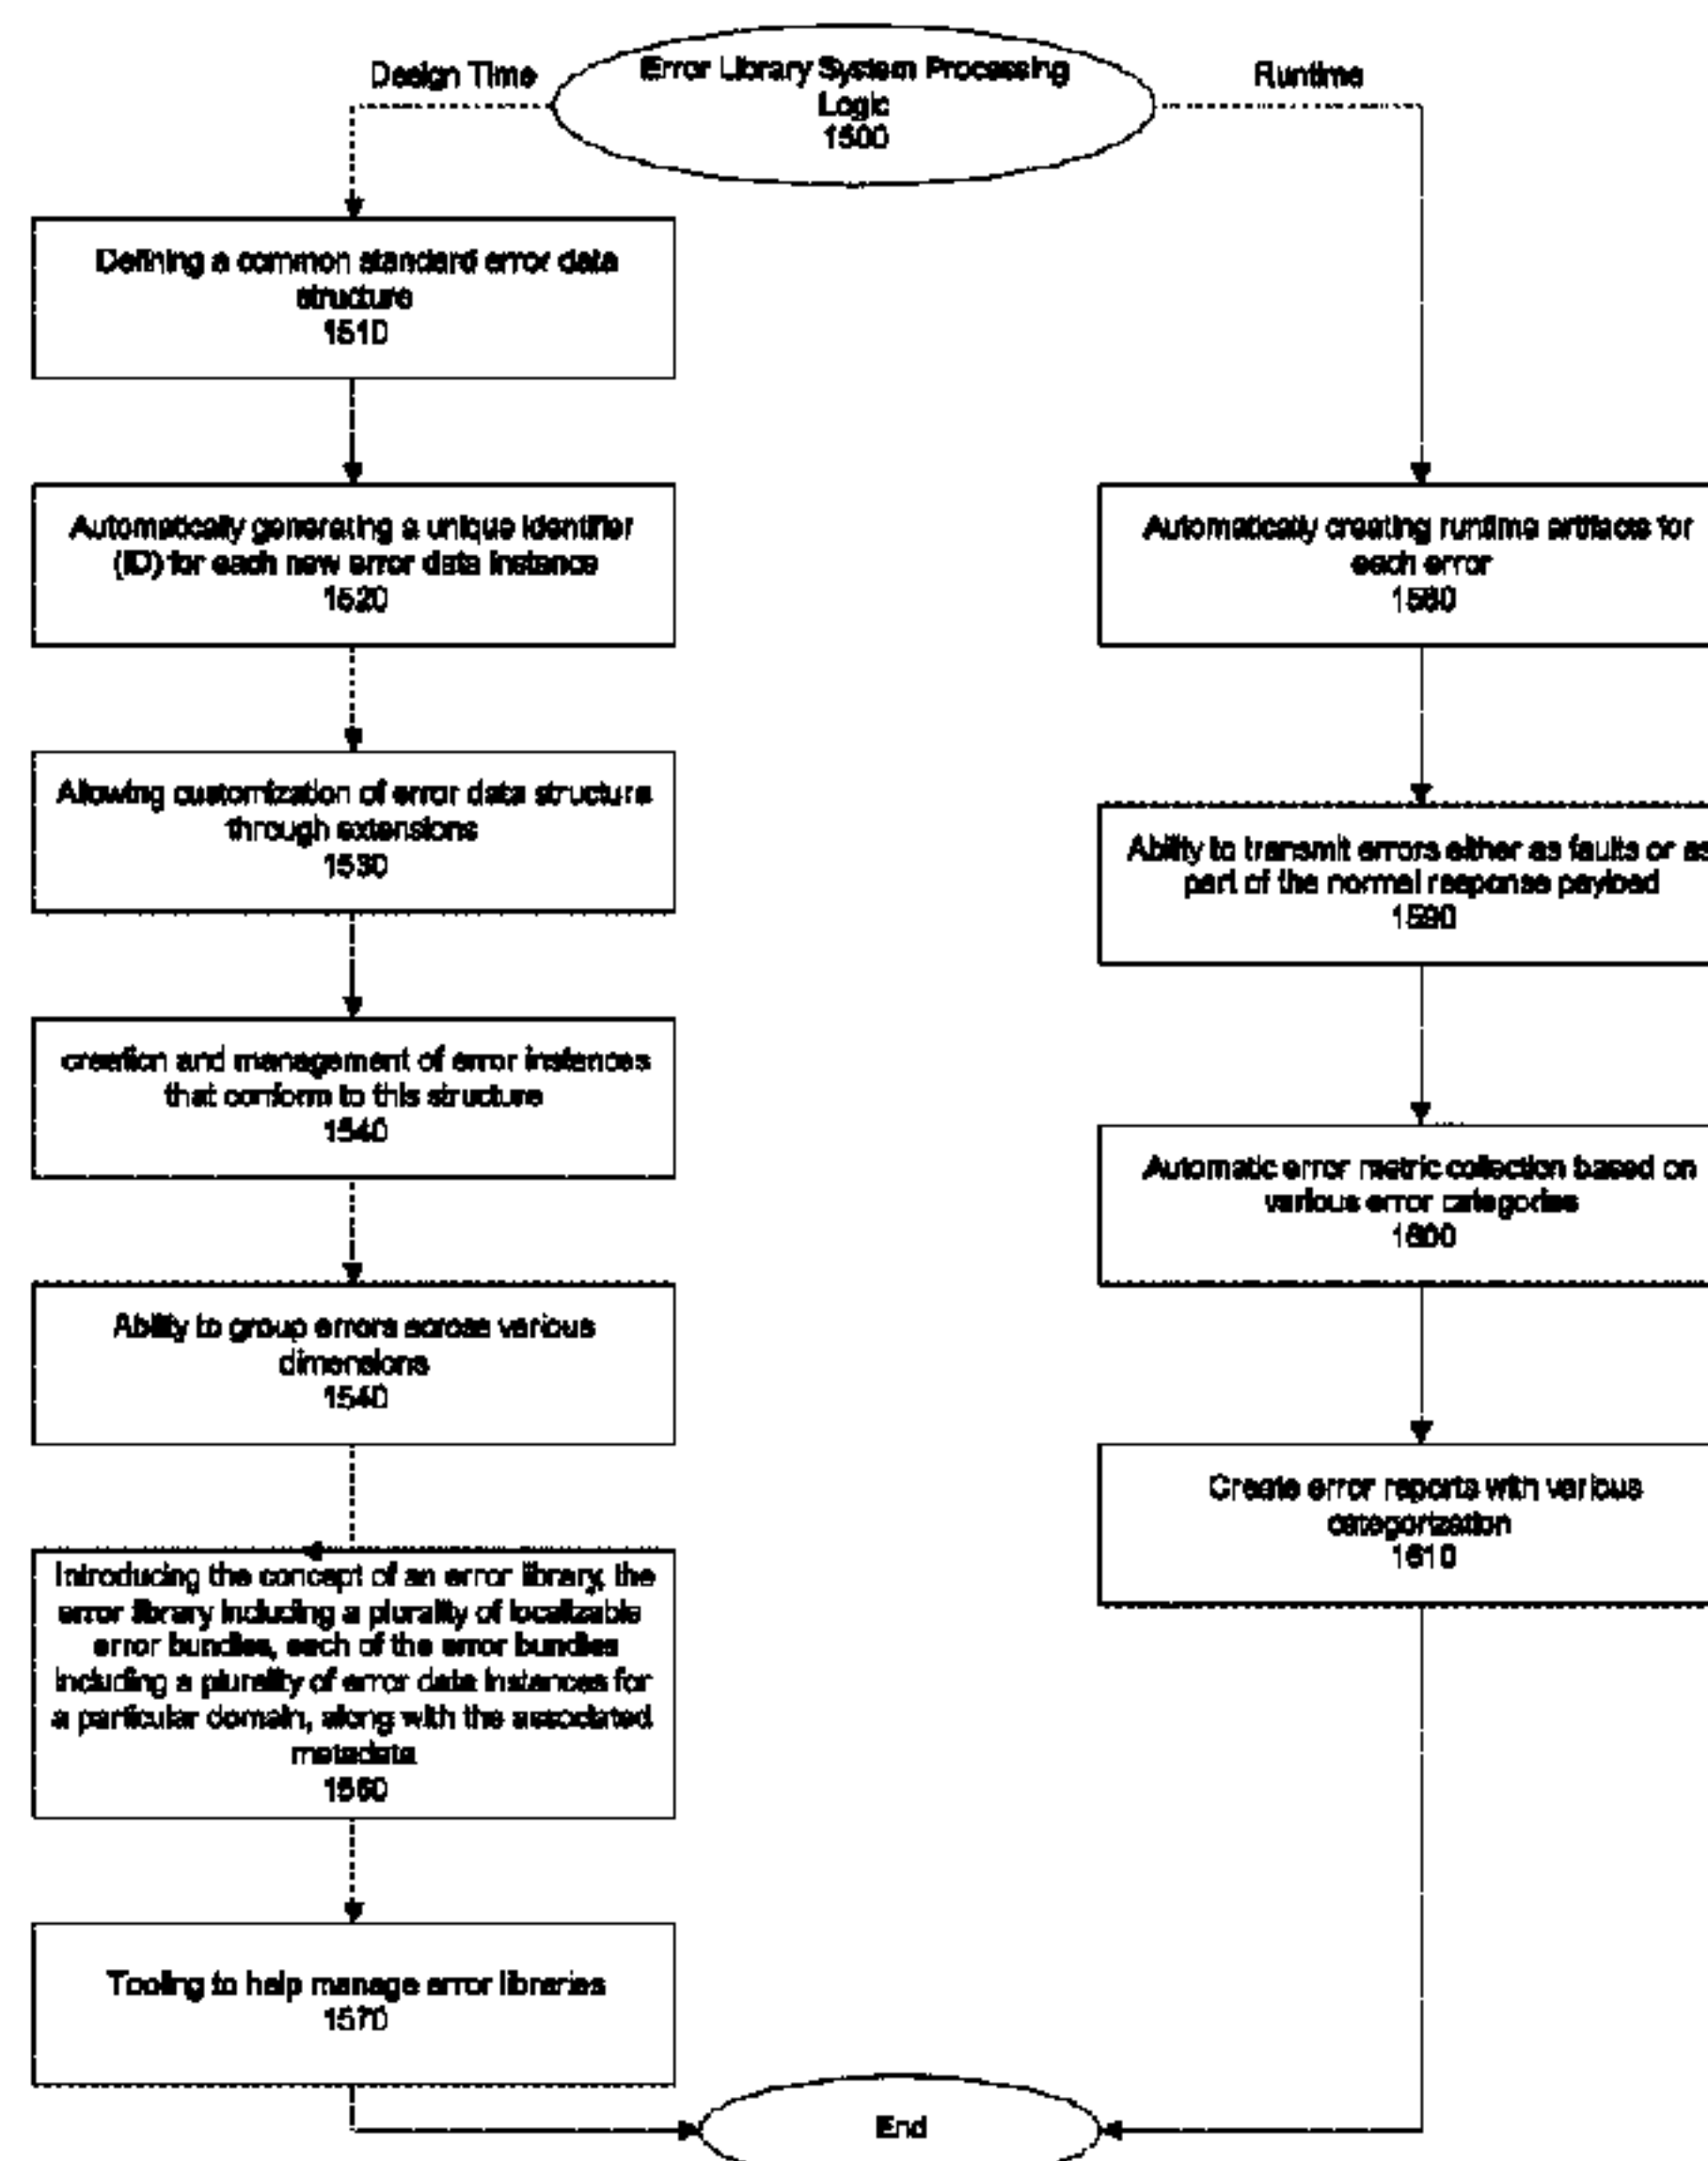 Design Time
Error Library System Processing
Logic
1500
Runtime
Defining a common standard error data
structure
1510
Automatically generating a unique identifier
(ID) for each new error data instance
1520
Allowing customization of error data structure
through extensions
1530
creation and management of error instances
that conform to this structure
1540
Ability to group errors across various
dimensions
1540
Introducing the concept of an error library, the
error library including a plurality of localizable
error bundles, each of the error bundles
including a plurality of error data instances for
a particular domain, along with the associated
metadata
Tooling to help manage error libraries
1570
Automatically creating runtime artifacts for
each error
Ability to transmit errors either as faults or as
part of the normal response payload
1590
Automatic error metric collection based on
various error categories
1600
Create error reports with various
categorization
1610
End